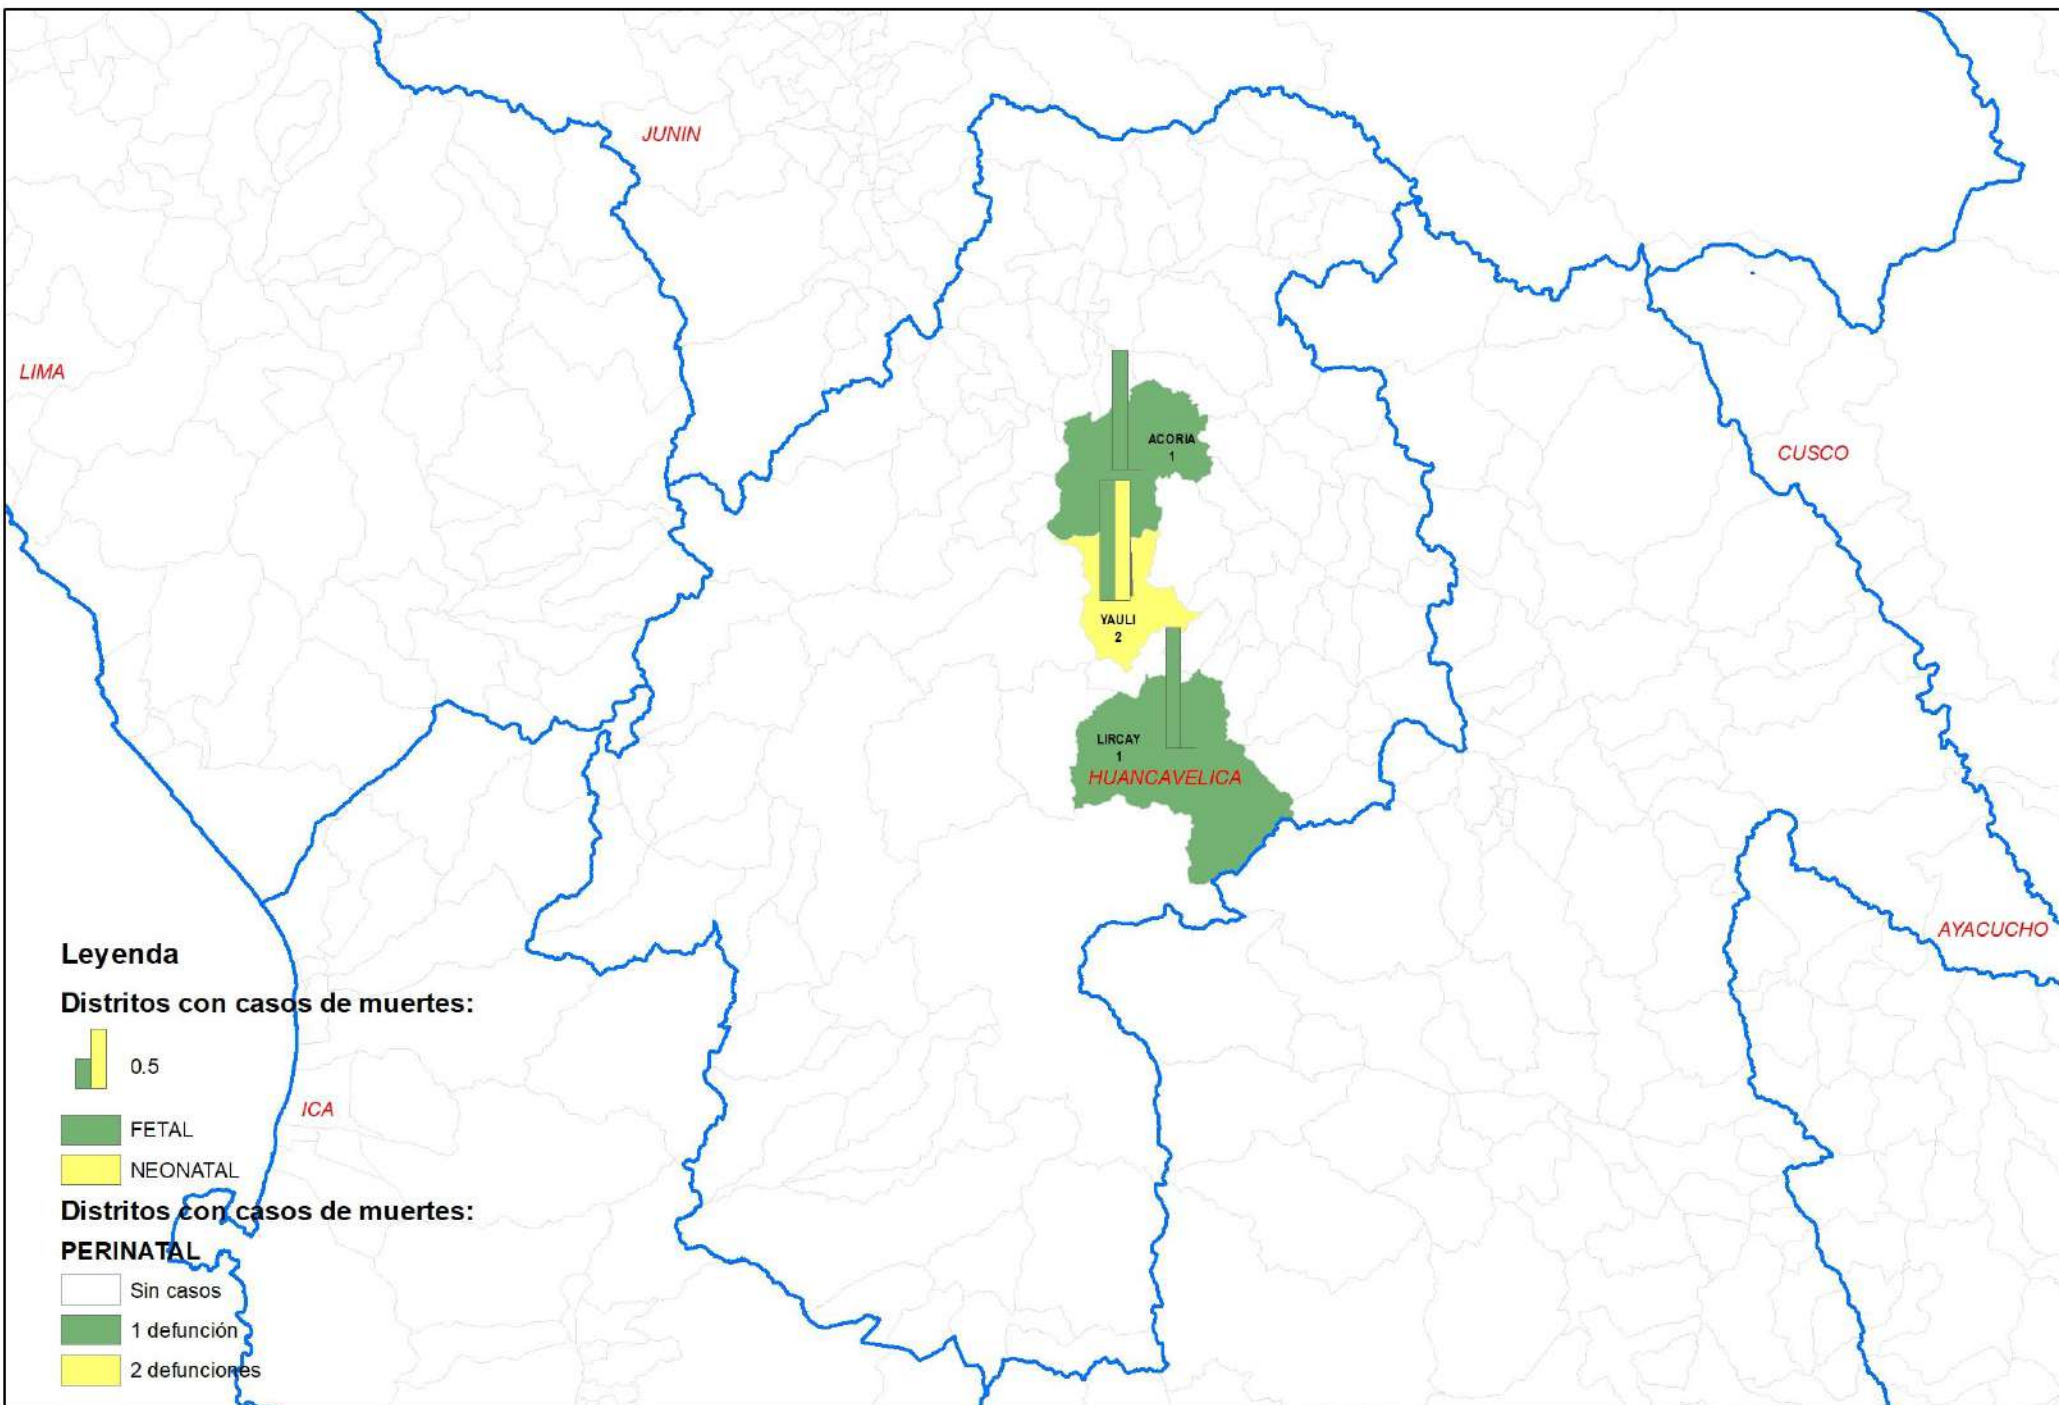 JUNIN
LIMA
ACORIA
1
CUSCO
YAULI
2
LIRCAY
1
HUANCAVELICA
AYACUCHO
ICA
Leyenda
Distritos con casos de muertes:
0.5
FETAL
NEONATAL
Distritos con casos de muertes:
PERINATAL
Sin casos
1 defunción
2 defunciones